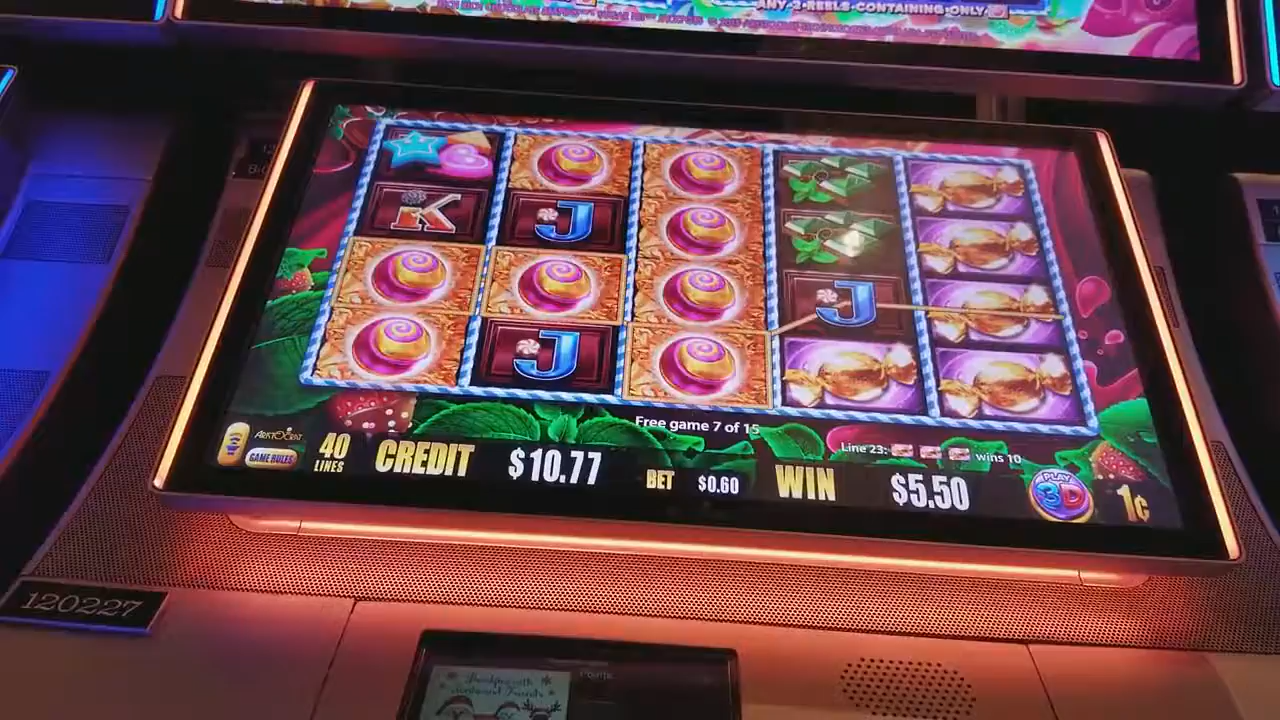 ANY 2 REELS CONTAINING ONLY
K
J
J
J
Free game 7 of 15
Line 23: wins 10
ARISTOCRAT
GAME RULES
40 LINES
CREDIT $10.77
BET $0.60
WIN $5.50
PLAY 3D
1¢
120227